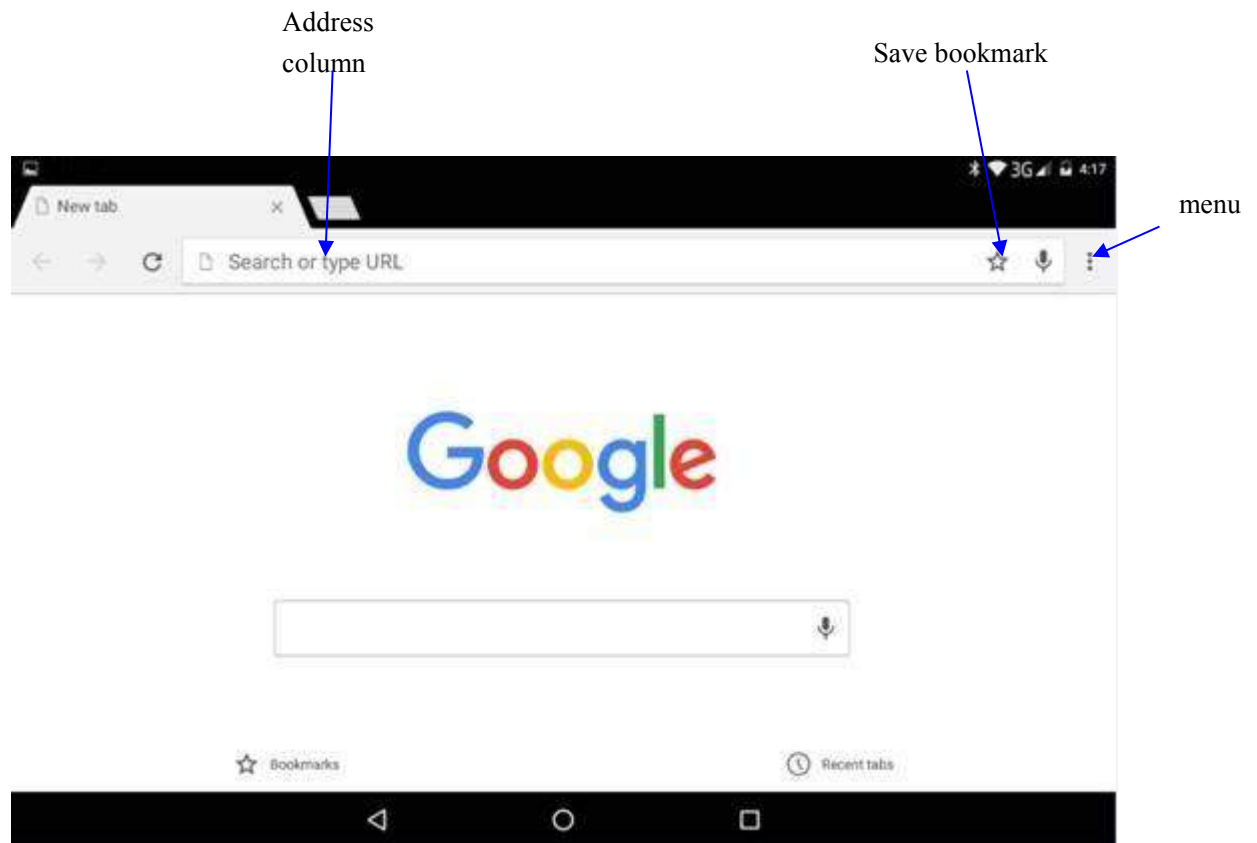 Address
column
Save bookmark
3G 4:17
New tab
menu
Search or type URL
Google
Bookmarks
Recent tabs